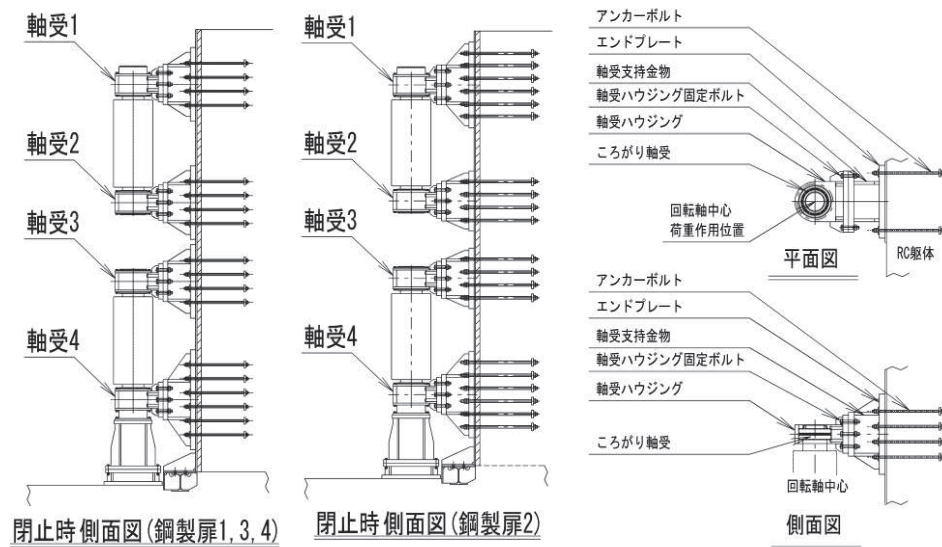 軸受1
軸受2
軸受3
軸受4
閉止時 側面図(鋼製扉1, 3, 4)
軸受1
軸受2
軸受3
軸受4
閉止時 側面図(鋼製扉2)
アンカーボルト
エンドプレート
軸受支持金物
軸受ハウジング固定ボルト
軸受ハウジング
ころがり軸受
回転軸中心
荷重作用位置
平面図
RC躯体
アンカーボルト
エンドプレート
軸受支持金物
軸受ハウジング固定ボルト
軸受ハウジング
ころがり軸受
回転軸中心
側面図